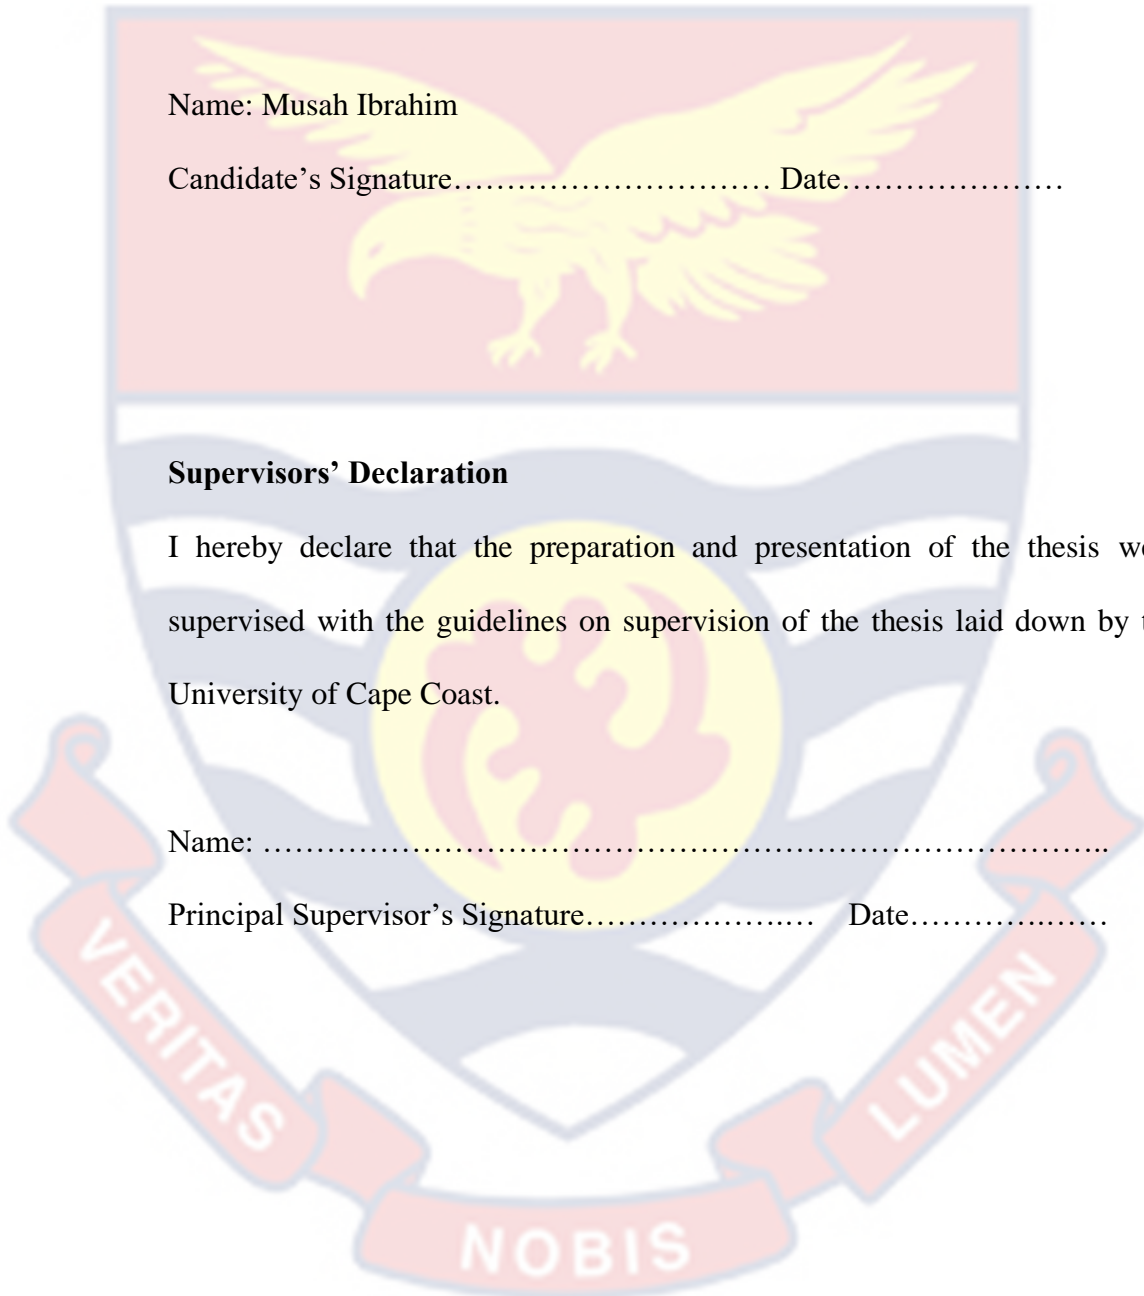 Name: Musah Ibrahim
Candidate’s Signature………………………… Date…………………
Supervisors’ Declaration
I hereby declare that the preparation and presentation of the thesis
supervised with the guidelines on supervision of the thesis laid down by
University of Cape Coast.
Name: ……………………………………………………………………..
Principal Supervisor’s Signature………………….… Date………….……
VERITAS
NOBIS
LUMEN